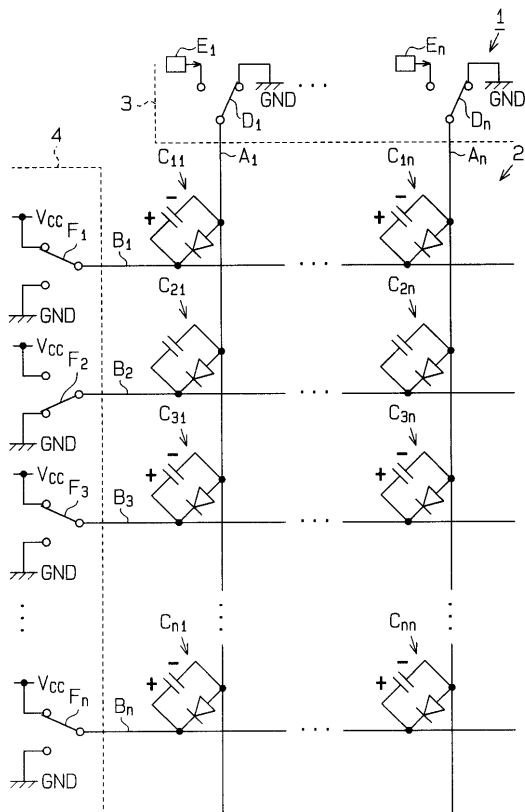 E1 En 1
3 GND ... GND
D1 Dn
4 C11 A1 C1n An 2
VCC F1 B1 + − ... + −
GND C21 C2n
VCC F2 B2 ...
GND C31 C3n
VCC F3 B3 + − ... + −
GND
... ... ...
Cn1 Cnn
VCC Fn Bn + − ... + −
GND